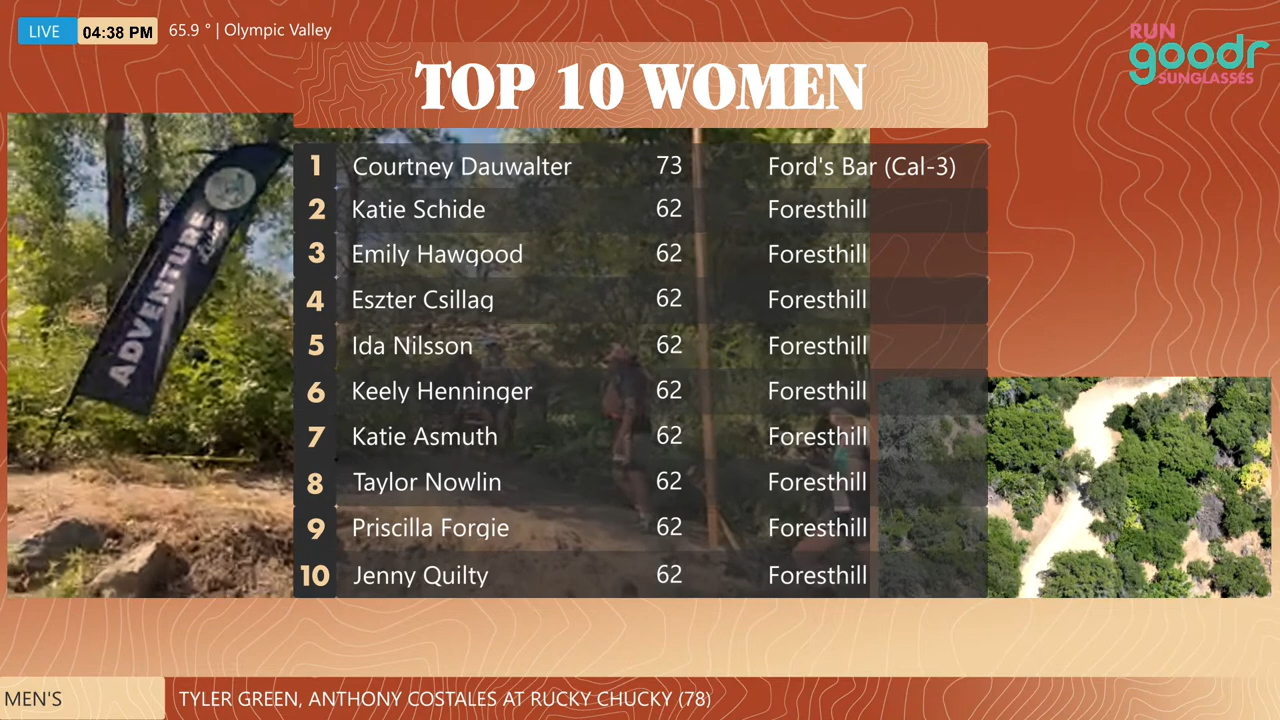 LIVE
04:38 PM
65.9 ° | Olympic Valley
RUN
goodr
SUNGLASSES
TOP 10 WOMEN
1 Courtney Dauwalter 73 Ford's Bar (Cal-3)
2 Katie Schide 62 Foresthill
3 Emily Hawgood 62 Foresthill
4 Eszter Csillag 62 Foresthill
5 Ida Nilsson 62 Foresthill
6 Keely Henninger 62 Foresthill
7 Katie Asmuth 62 Foresthill
8 Taylor Nowlin 62 Foresthill
9 Priscilla Forgie 62 Foresthill
10 Jenny Quilty 62 Foresthill
ADVENTURE
MEN'S
TYLER GREEN, ANTHONY COSTALES AT RUCKY CHUCKY (78)